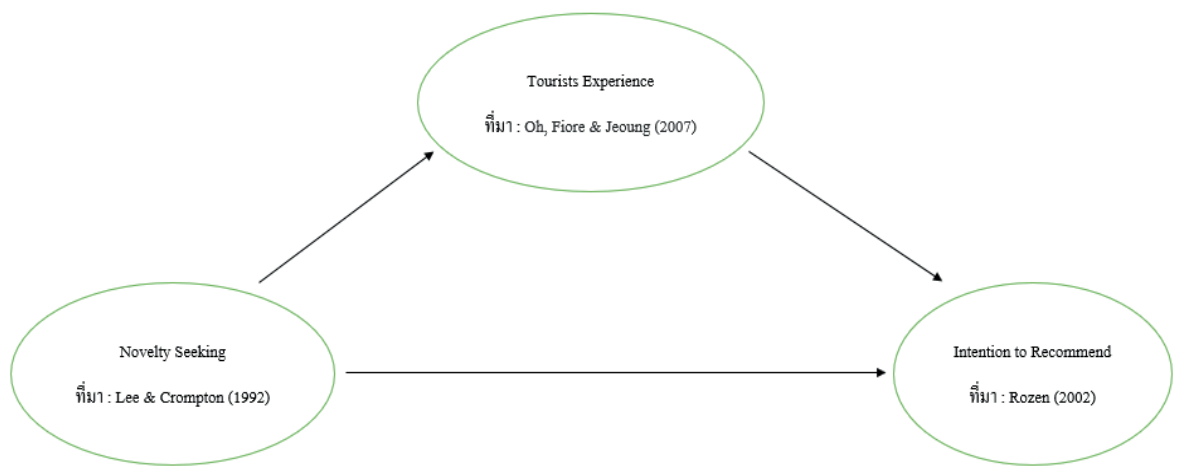 Tourists Experience
ที่มา : Oh, Fiore & Jeoung (2007)
Novelty Seeking
ที่มา : Lee & Crompton (1992)
Intention to Recommend
ที่มา : Rozen (2002)